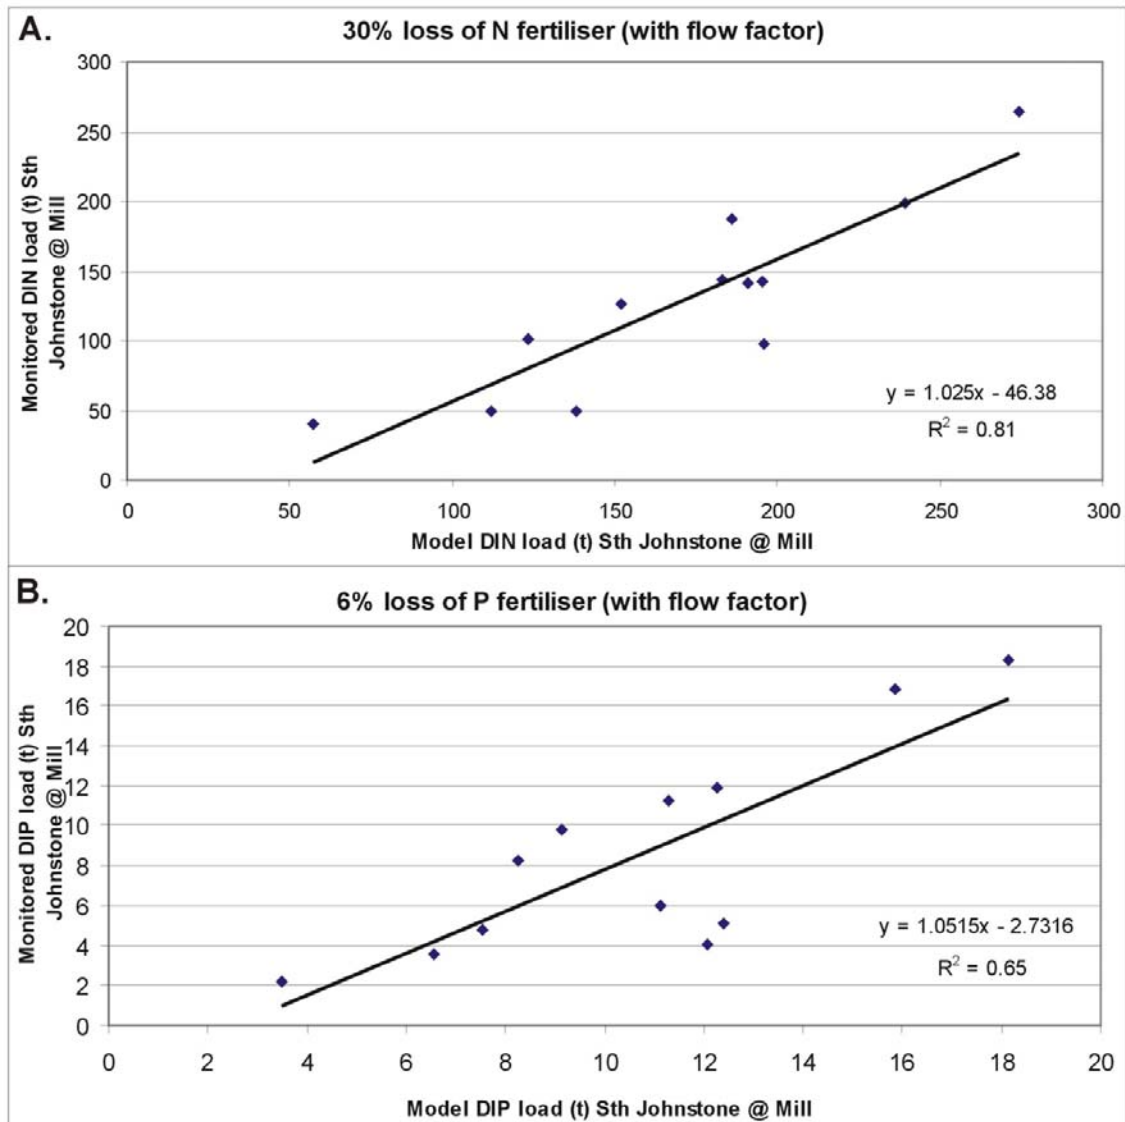 A.
30% loss of N fertiliser (with flow factor)
Monitored DIN load (t) Sth
Johnstone @ Mill
300
250
200
150
100
50
0
y = 1.025x - 46.38
R² = 0.81
0 50 100 150 200 250 300
Model DIN load (t) Sth Johnstone @ Mill
B.
6% loss of P fertiliser (with flow factor)
Monitored DIP load (t) Sth
Johnstone @ Mill
20
18
16
14
12
10
8
6
4
2
0
y = 1.0515x - 2.7316
R² = 0.65
0 2 4 6 8 10 12 14 16 18 20
Model DIP load (t) Sth Johnstone @ Mill